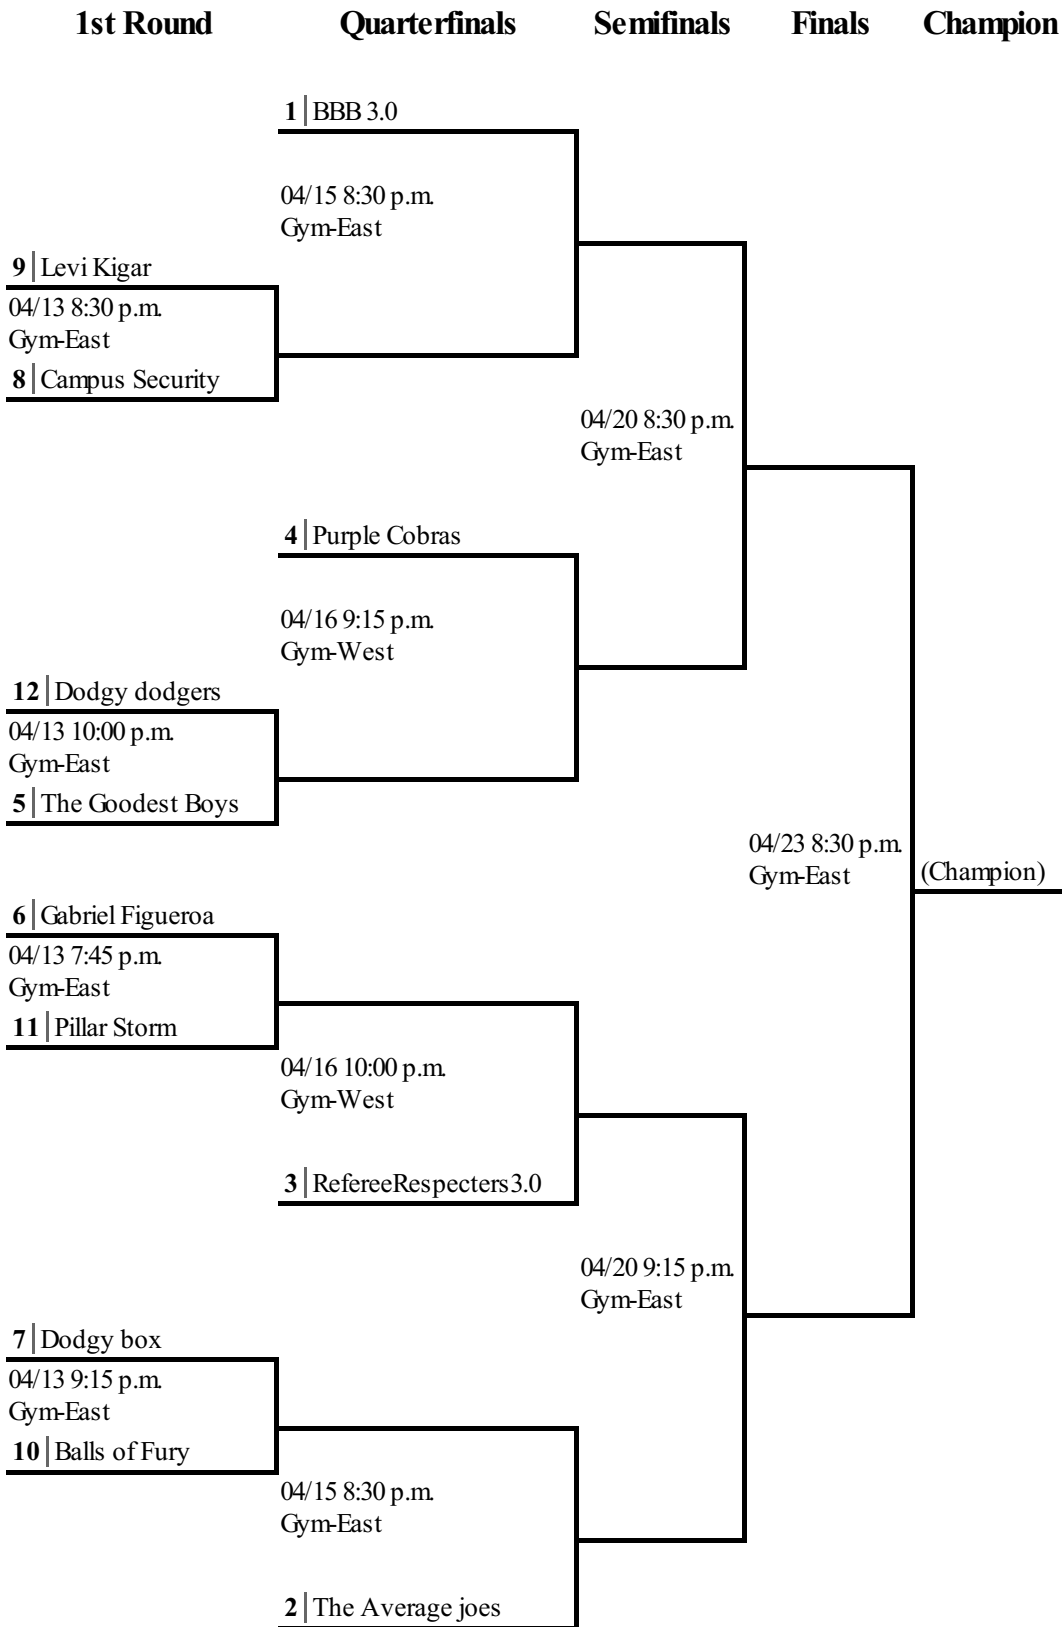 1st Round Quarterfinals Semifinals Finals Champion
1 BBB 3.0
04/15 8:30 p.m.
Gym-East
9 Levi Kigar
04/13 8:30 p.m.
Gym-East
8 Campus Security
04/20 8:30 p.m.
Gym-East
4 Purple Cobras
04/16 9:15 p.m.
Gym-West
12 Dodgy dodgers
04/13 10:00 p.m.
Gym-East
5 The Goodest Boys
04/23 8:30 p.m.
Gym-East
(Champion)
6 Gabriel Figueroa
04/13 7:45 p.m.
Gym-East
11 Pillar Storm
04/16 10:00 p.m.
Gym-West
3 RefereeRespecters3.0
04/20 9:15 p.m.
Gym-East
7 Dodgy box
04/13 9:15 p.m.
Gym-East
10 Balls of Fury
04/15 8:30 p.m.
Gym-East
2 The Average joes